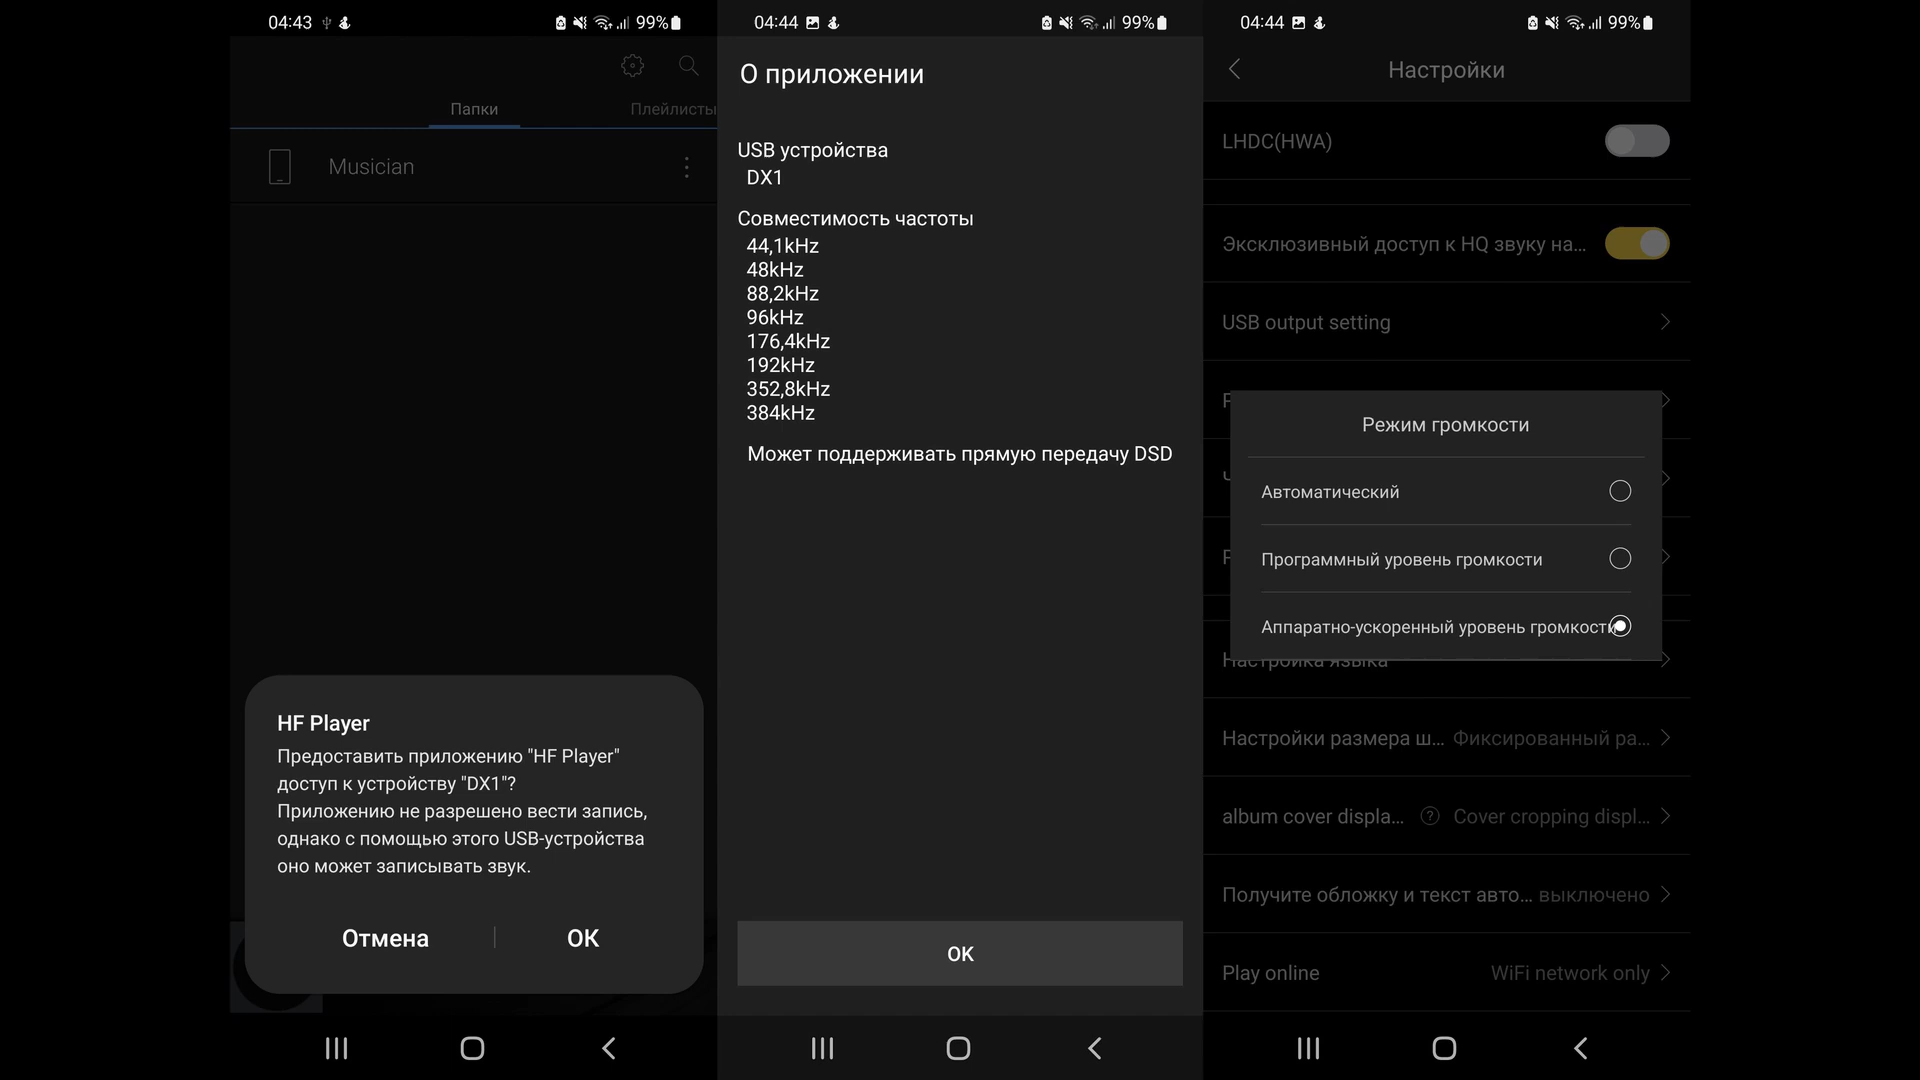 04:43
99%
Папки
Плейлисты
Musician
HF Player
Предоставить приложению "HF Player"
доступ к устройству "DX1"?
Приложению не разрешено вести запись,
однако с помощью этого USB-устройства
оно может записывать звук.
Отмена
ОК
04:44
99%
О приложении
USB устройства
DX1
Совместимость частоты
44,1kHz
48kHz
88,2kHz
96kHz
176,4kHz
192kHz
352,8kHz
384kHz
Может поддерживать прямую передачу DSD
OK
04:44
99%
Настройки
LHDC(HWA)
Эксклюзивный доступ к HQ звуку на...
USB output setting
Режим громкости
Автоматический
Программный уровень громкости
Аппаратно-ускоренный уровень громкости
Настройка языка
Настройки размера ш... Фиксированный ра...
album cover displa... Cover cropping displ...
Получите обложку и текст авто... выключено
Play online WiFi network only